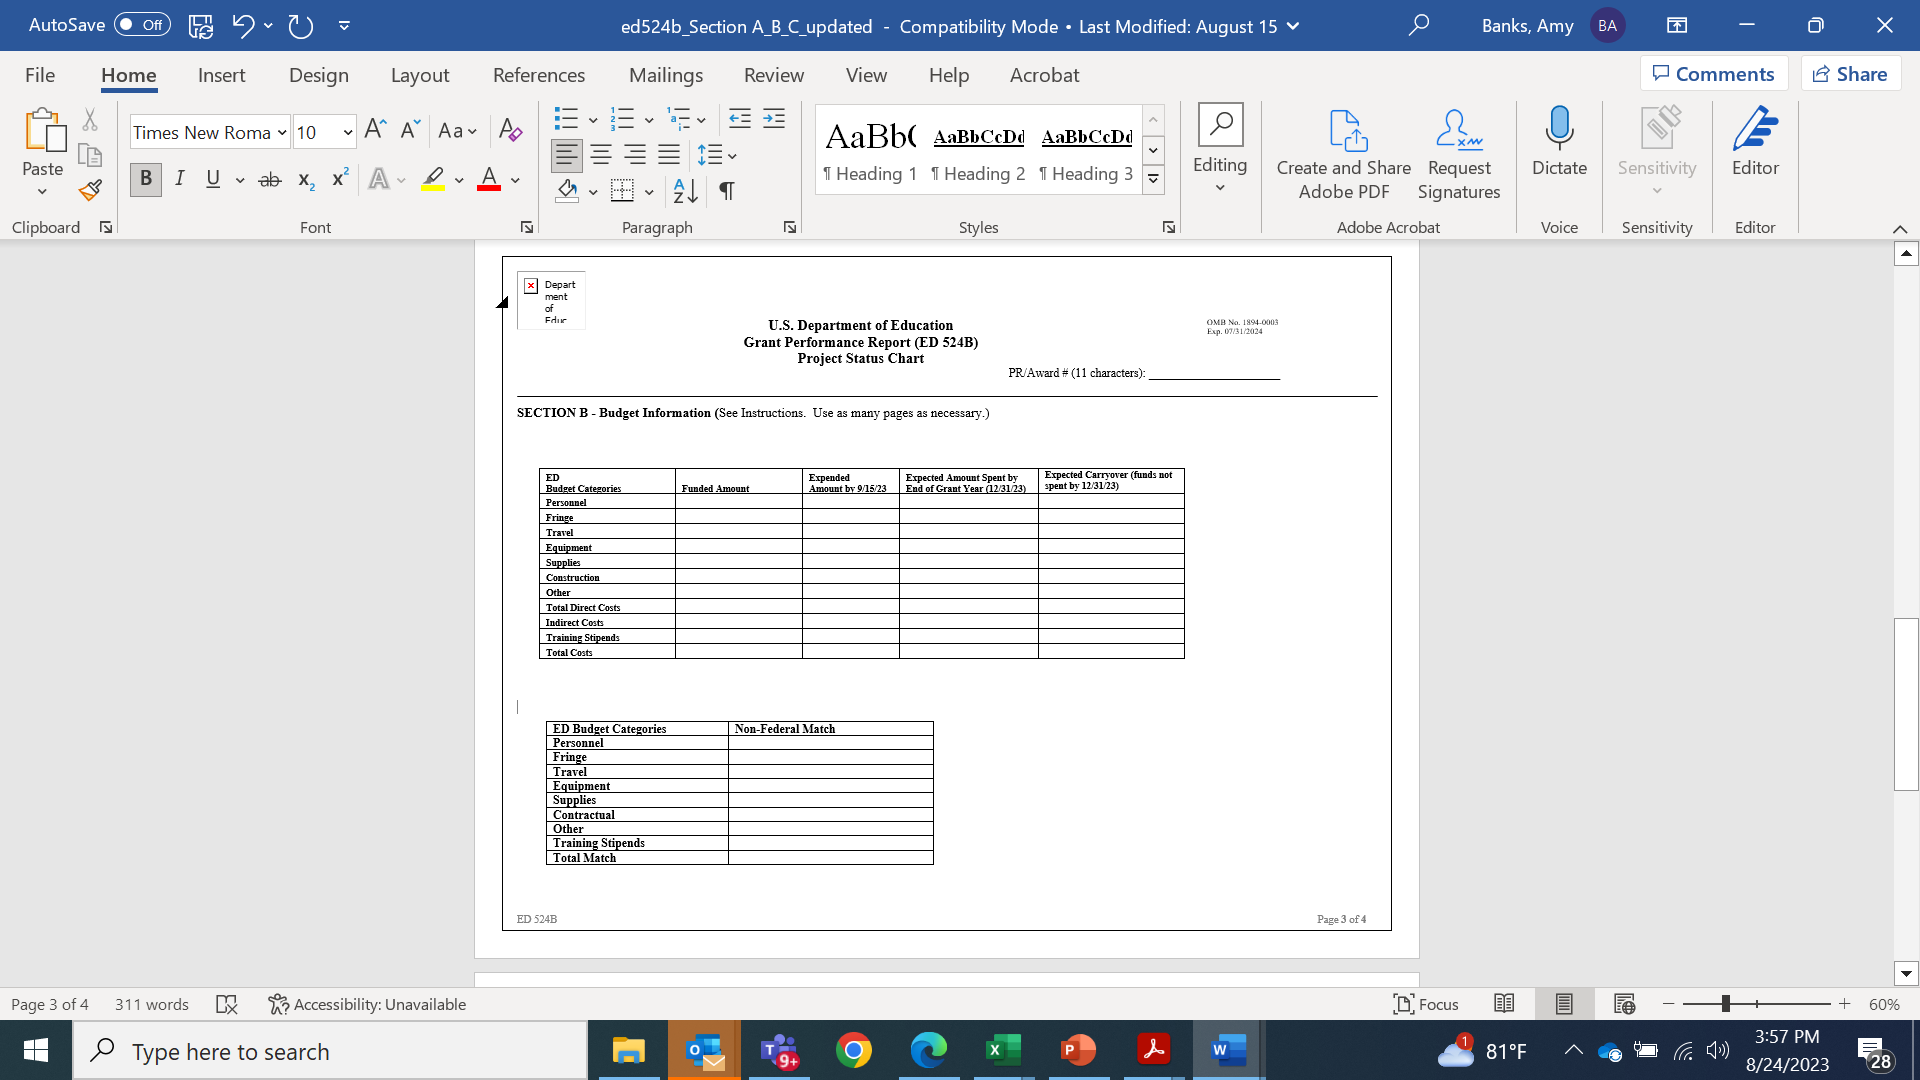 AutoSave Off
ed524b_Section A_B_C_updated - Compatibility Mode • Last Modified: August 15
Banks, Amy BA
File Home Insert Design Layout References Mailings Review View Help Acrobat
Comments Share
Paste
Clipboard
Times New Roma 10
Aa
B I U ab x2 x2 A A
Font
Paragraph
AaBb( AaBbCcDd AaBbCcDd
¶ Heading 1 ¶ Heading 2 ¶ Heading 3
Styles
Editing
Create and Share Adobe PDF
Request Signatures
Adobe Acrobat
Dictate
Voice
Sensitivity
Sensitivity
Editor
Editor
Depart
ment
of
Educ
U.S. Department of Education
Grant Performance Report (ED 524B)
Project Status Chart
OMB No. 1894-0003
Exp. 07/31/2024
PR/Award # (11 characters): ______________________
SECTION B - Budget Information (See Instructions. Use as many pages as necessary.)
ED
Budget Categories
Funded Amount
Expended
Amount by 9/15/23
Expected Amount Spent by
End of Grant Year (12/31/23)
Expected Carryover (funds not
spent by 12/31/23)
Personnel
Fringe
Travel
Equipment
Supplies
Construction
Other
Total Direct Costs
Indirect Costs
Training Stipends
Total Costs
ED Budget Categories Non-Federal Match
Personnel
Fringe
Travel
Equipment
Supplies
Contractual
Other
Training Stipends
Total Match
ED 524B
Page 3 of 4
Page 3 of 4 311 words Accessibility: Unavailable
Focus 60%
Type here to search
9+
1
81°F
3:57 PM
8/24/2023
28